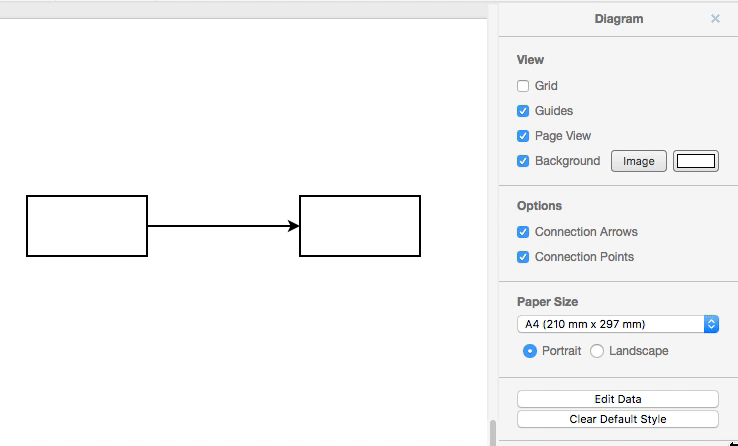 Diagram
View
Grid
Guides
Page View
Background Image
Options
Connection Arrows
Connection Points
Paper Size
A4 (210 mm x 297 mm)
Portrait Landscape
Edit Data
Clear Default Style